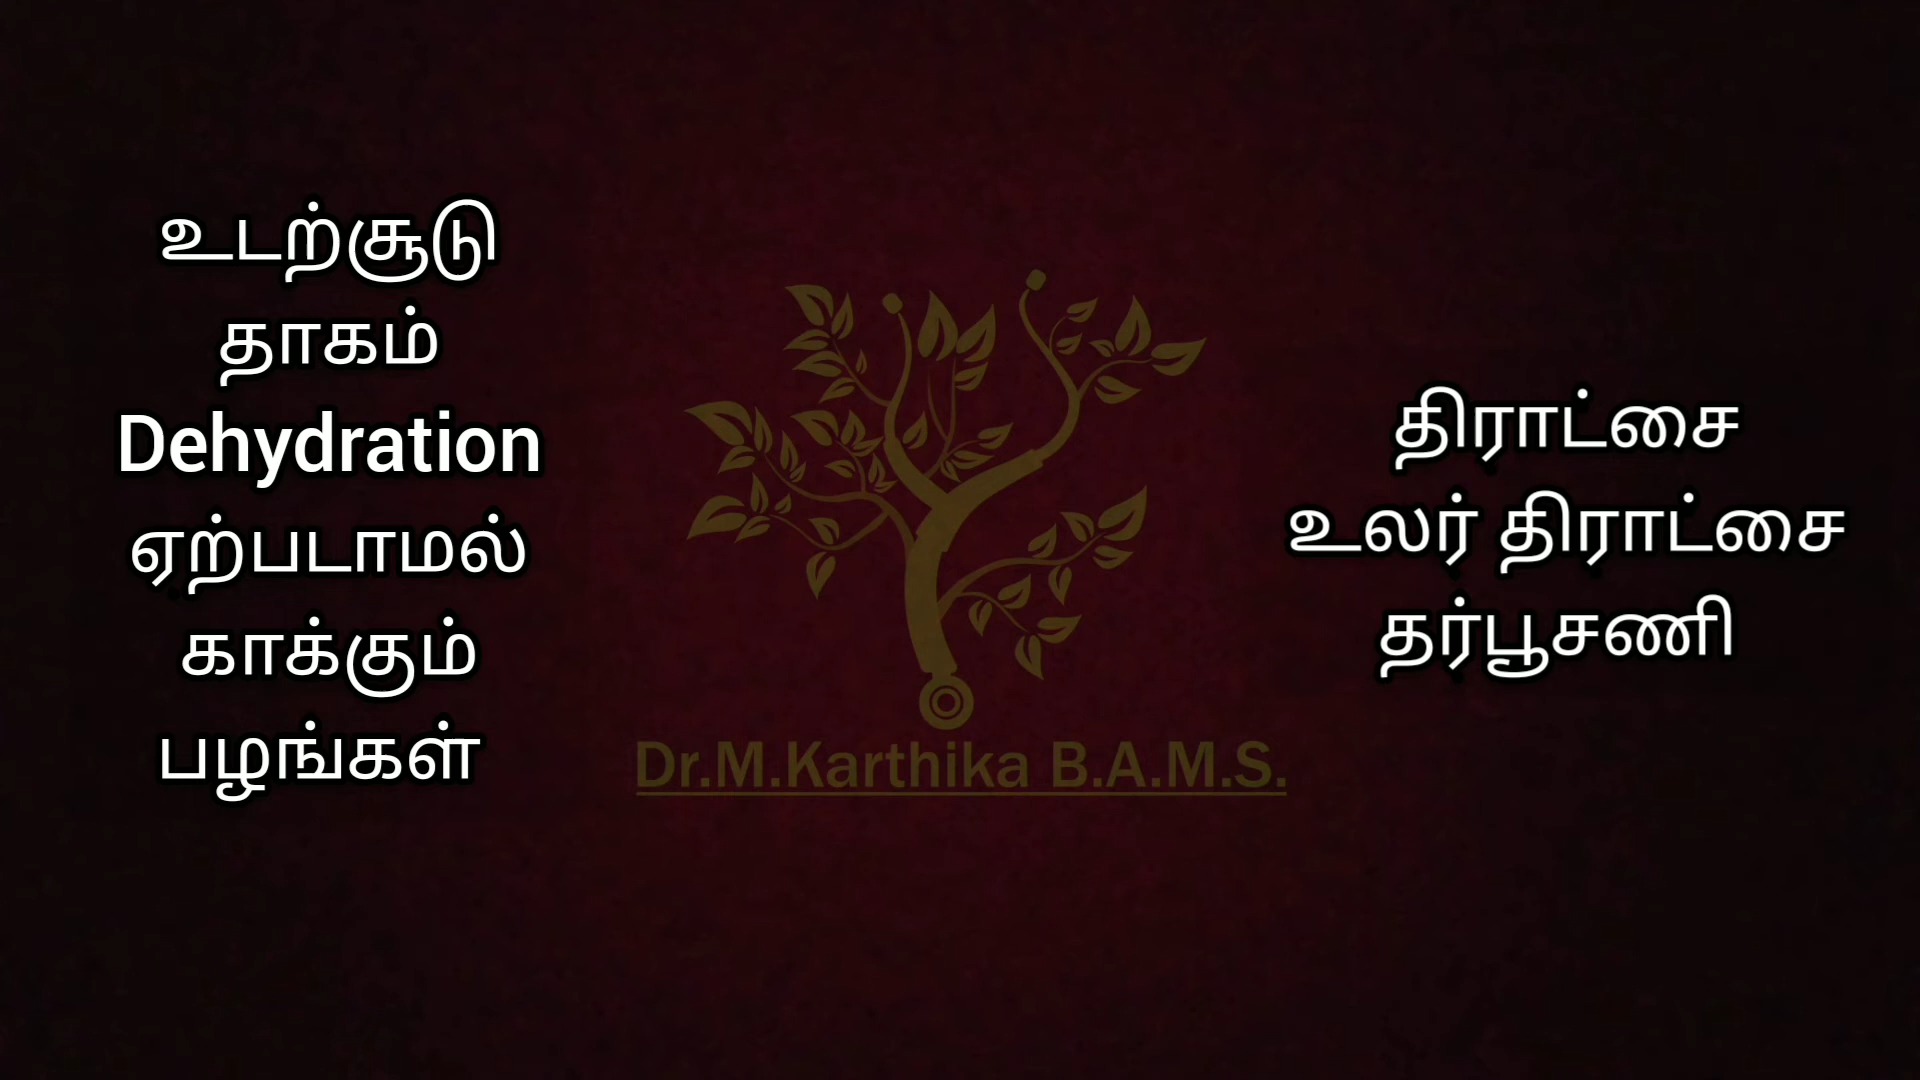 உடற்சூடு
தாகம்
Dehydration
ஏற்படாமல்
காக்கும்
பழங்கள்
திராட்சை
உலர் திராட்சை
தர்பூசணி
Dr.M.Karthika B.A.M.S.